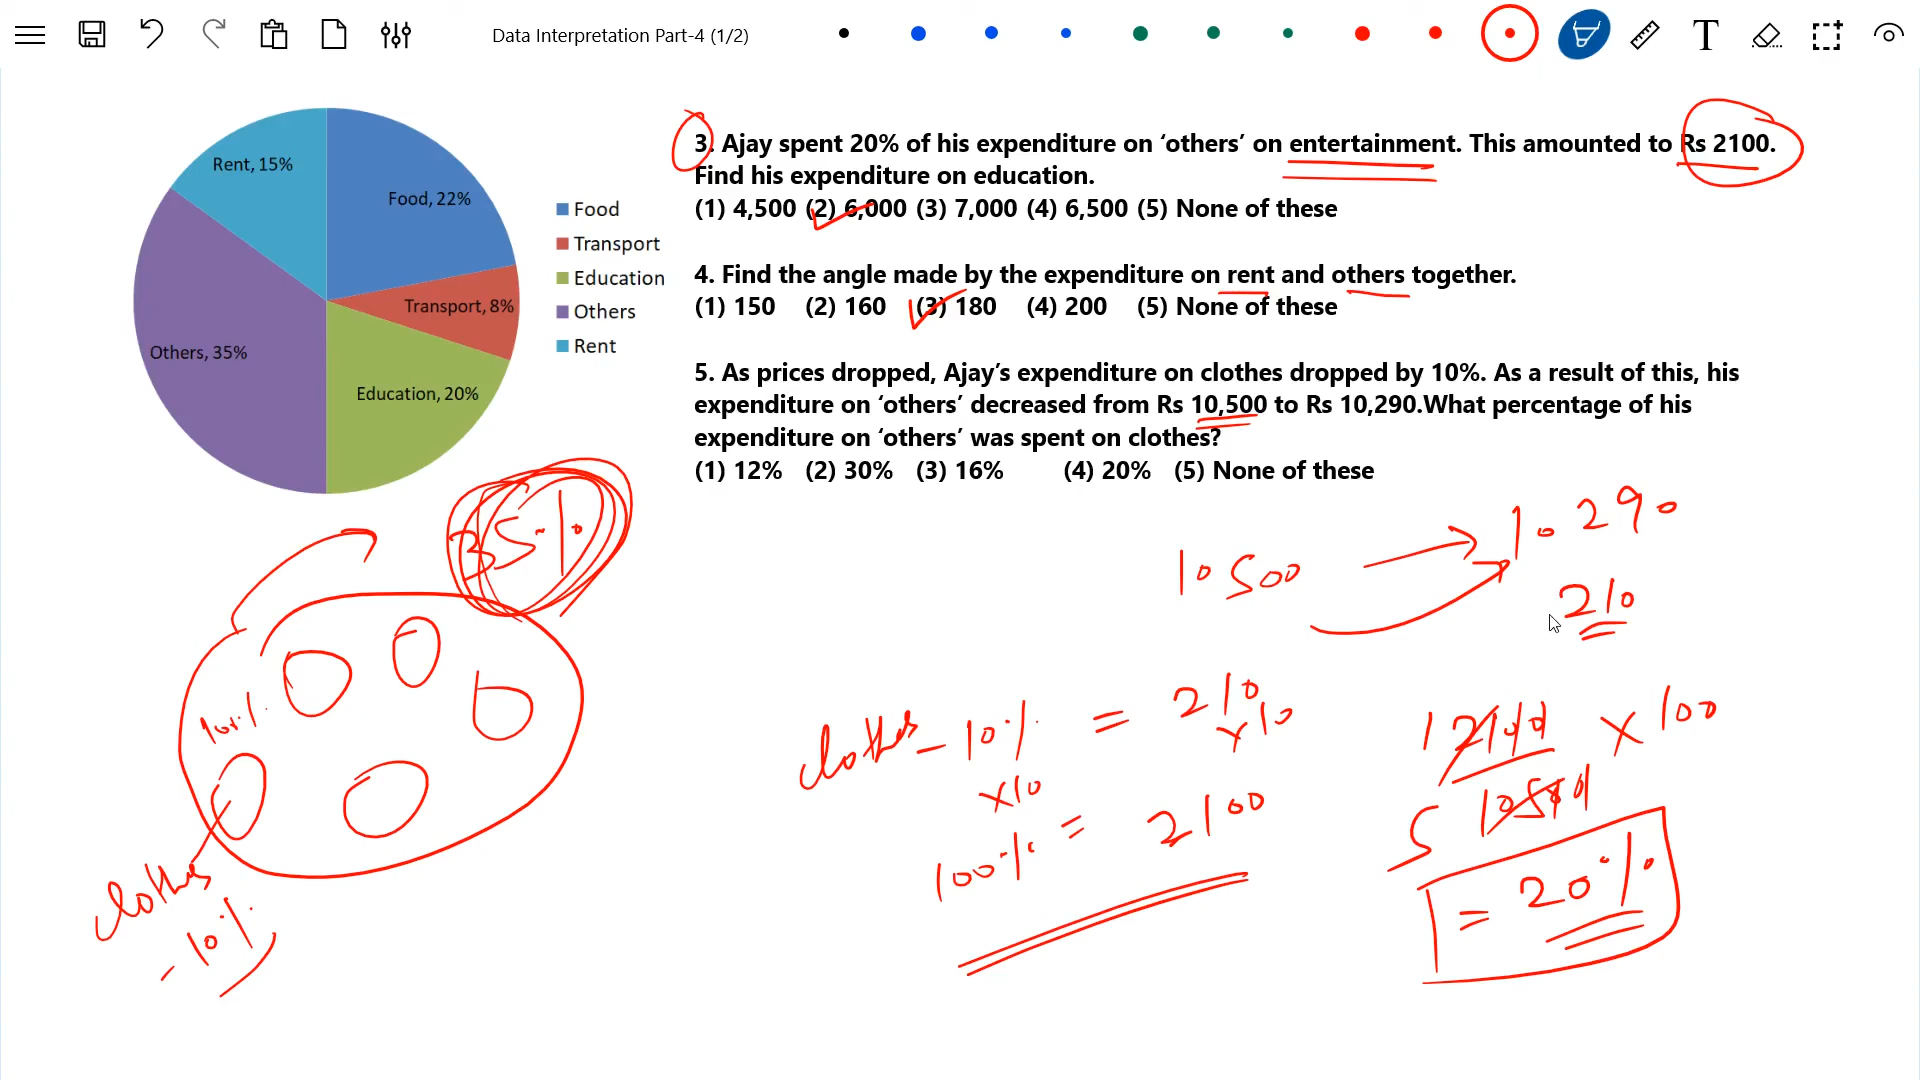 Data Interpretation Part-4 (1/2)
T
Rent, 15%
Food, 22%
Transport, 8%
Others, 35%
Education, 20%
Food
Transport
Education
Others
Rent
3. Ajay spent 20% of his expenditure on ‘others’ on entertainment. This amounted to Rs 2100.
Find his expenditure on education.
(1) 4,500 (2) 6,000 (3) 7,000 (4) 6,500 (5) None of these
4. Find the angle made by the expenditure on rent and others together.
(1) 150 (2) 160 (3) 180 (4) 200 (5) None of these
5. As prices dropped, Ajay’s expenditure on clothes dropped by 10%. As a result of this, his
expenditure on ‘others’ decreased from Rs 10,500 to Rs 10,290.What percentage of his
expenditure on ‘others’ was spent on clothes?
(1) 12% (2) 30% (3) 16% (4) 20% (5) None of these
35%
10500
10290
210
clothes
-10%
clothes -10% = 210
×10 ×10
100% = 2100
1 2100 × 100
5 10500
= 20%